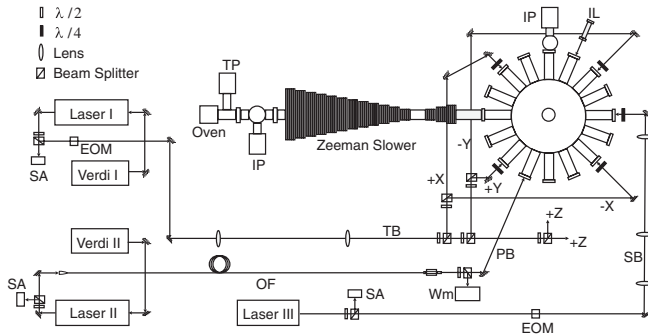 λ/2
λ/4
Lens
Beam Splitter
IP
IL
TP
Oven
IP
Zeeman Slower
Laser I
EOM
SA
Verdi I
-Y
+X
+Y
-X
Verdi II
TB
+Z
+Z
PB
SB
SA
OF
Wm
Laser II
SA
Laser III
EOM